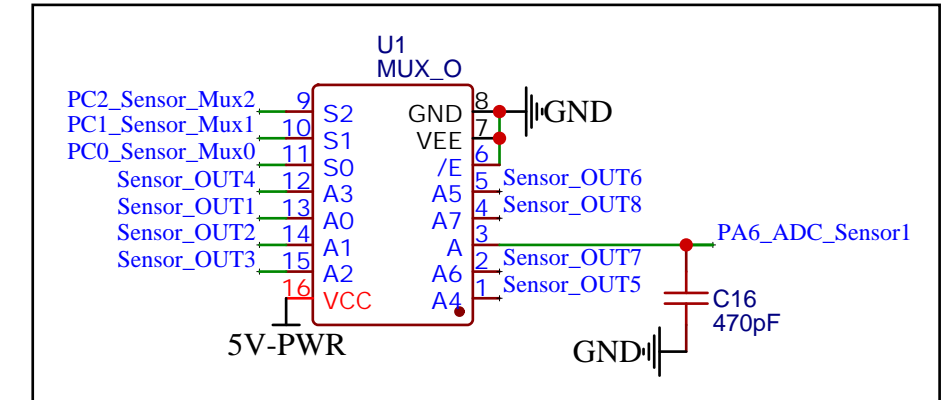 U1
MUX_O
PC2_Sensor_Mux2 9 S2 GND 8 GND
PC1_Sensor_Mux1 10 S1 VEE 7
PC0_Sensor_Mux0 11 S0 /E 6
Sensor_OUT4 12 A3 A5 5 Sensor_OUT6
Sensor_OUT1 13 A0 A7 4 Sensor_OUT8
Sensor_OUT2 14 A1 A 3 PA6_ADC_Sensor1
Sensor_OUT3 15 A2 A6 2 Sensor_OUT7
16 VCC A4 1 Sensor_OUT5
C16
470pF
5V-PWR
GND